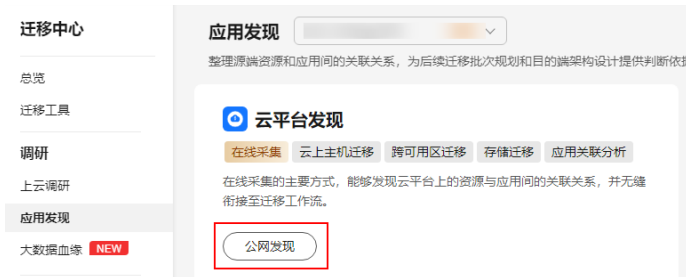 迁移中心
总览
迁移工具
调研
上云调研
应用发现
大数据血缘 NEW
应用发现
整理源端资源和应用间的关联关系，为后续迁移批次规划和目的端架构设计提供判断依
云平台发现
在线采集 云上主机迁移 跨可用区迁移 存储迁移 应用关联分析
在线采集的主要方式，能够发现云平台上的资源与应用间的关联关系，并无缝
衔接至迁移工作流。
公网发现